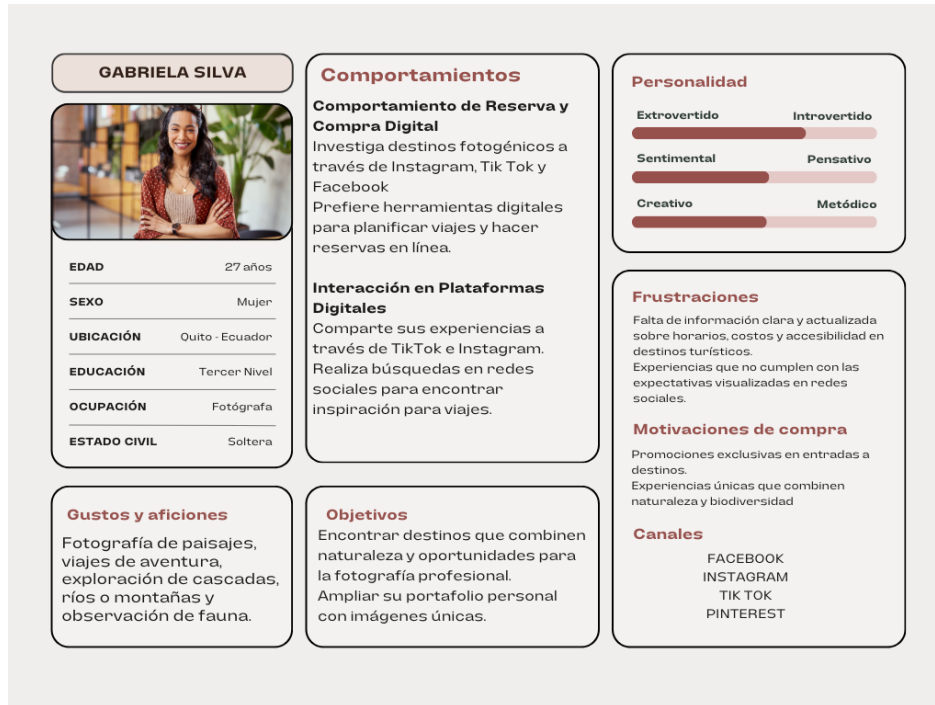 GABRIELA SILVA
EDAD 27 años
SEXO Mujer
UBICACIÓN Quito - Ecuador
EDUCACIÓN Tercer Nivel
OCUPACIÓN Fotógrafa
ESTADO CIVIL Soltera
Gustos y aficiones
Fotografía de paisajes,
viajes de aventura,
exploración de cascadas,
ríos o montañas y
observación de fauna.
Comportamientos
Comportamiento de Reserva y
Compra Digital
Investiga destinos fotogénicos a
través de Instagram, Tik Tok y
Facebook
Prefiere herramientas digitales
para planificar viajes y hacer
reservas en línea.
Interacción en Plataformas
Digitales
Comparte sus experiencias a
través de TikTok e Instagram.
Realiza búsquedas en redes
sociales para encontrar
inspiración para viajes.
Objetivos
Encontrar destinos que combinen
naturaleza y oportunidades para
la fotografía profesional.
Ampliar su portafolio personal
con imágenes únicas.
Personalidad
Extrovertido Introvertido
Sentimental Pensativo
Creativo Metódico
Frustraciones
Falta de información clara y actualizada
sobre horarios, costos y accesibilidad en
destinos turísticos.
Experiencias que no cumplen con las
expectativas visualizadas en redes
sociales.
Motivaciones de compra
Promociones exclusivas en entradas a
destinos.
Experiencias únicas que combinen
naturaleza y biodiversidad
Canales
FACEBOOK
INSTAGRAM
TIK TOK
PINTEREST